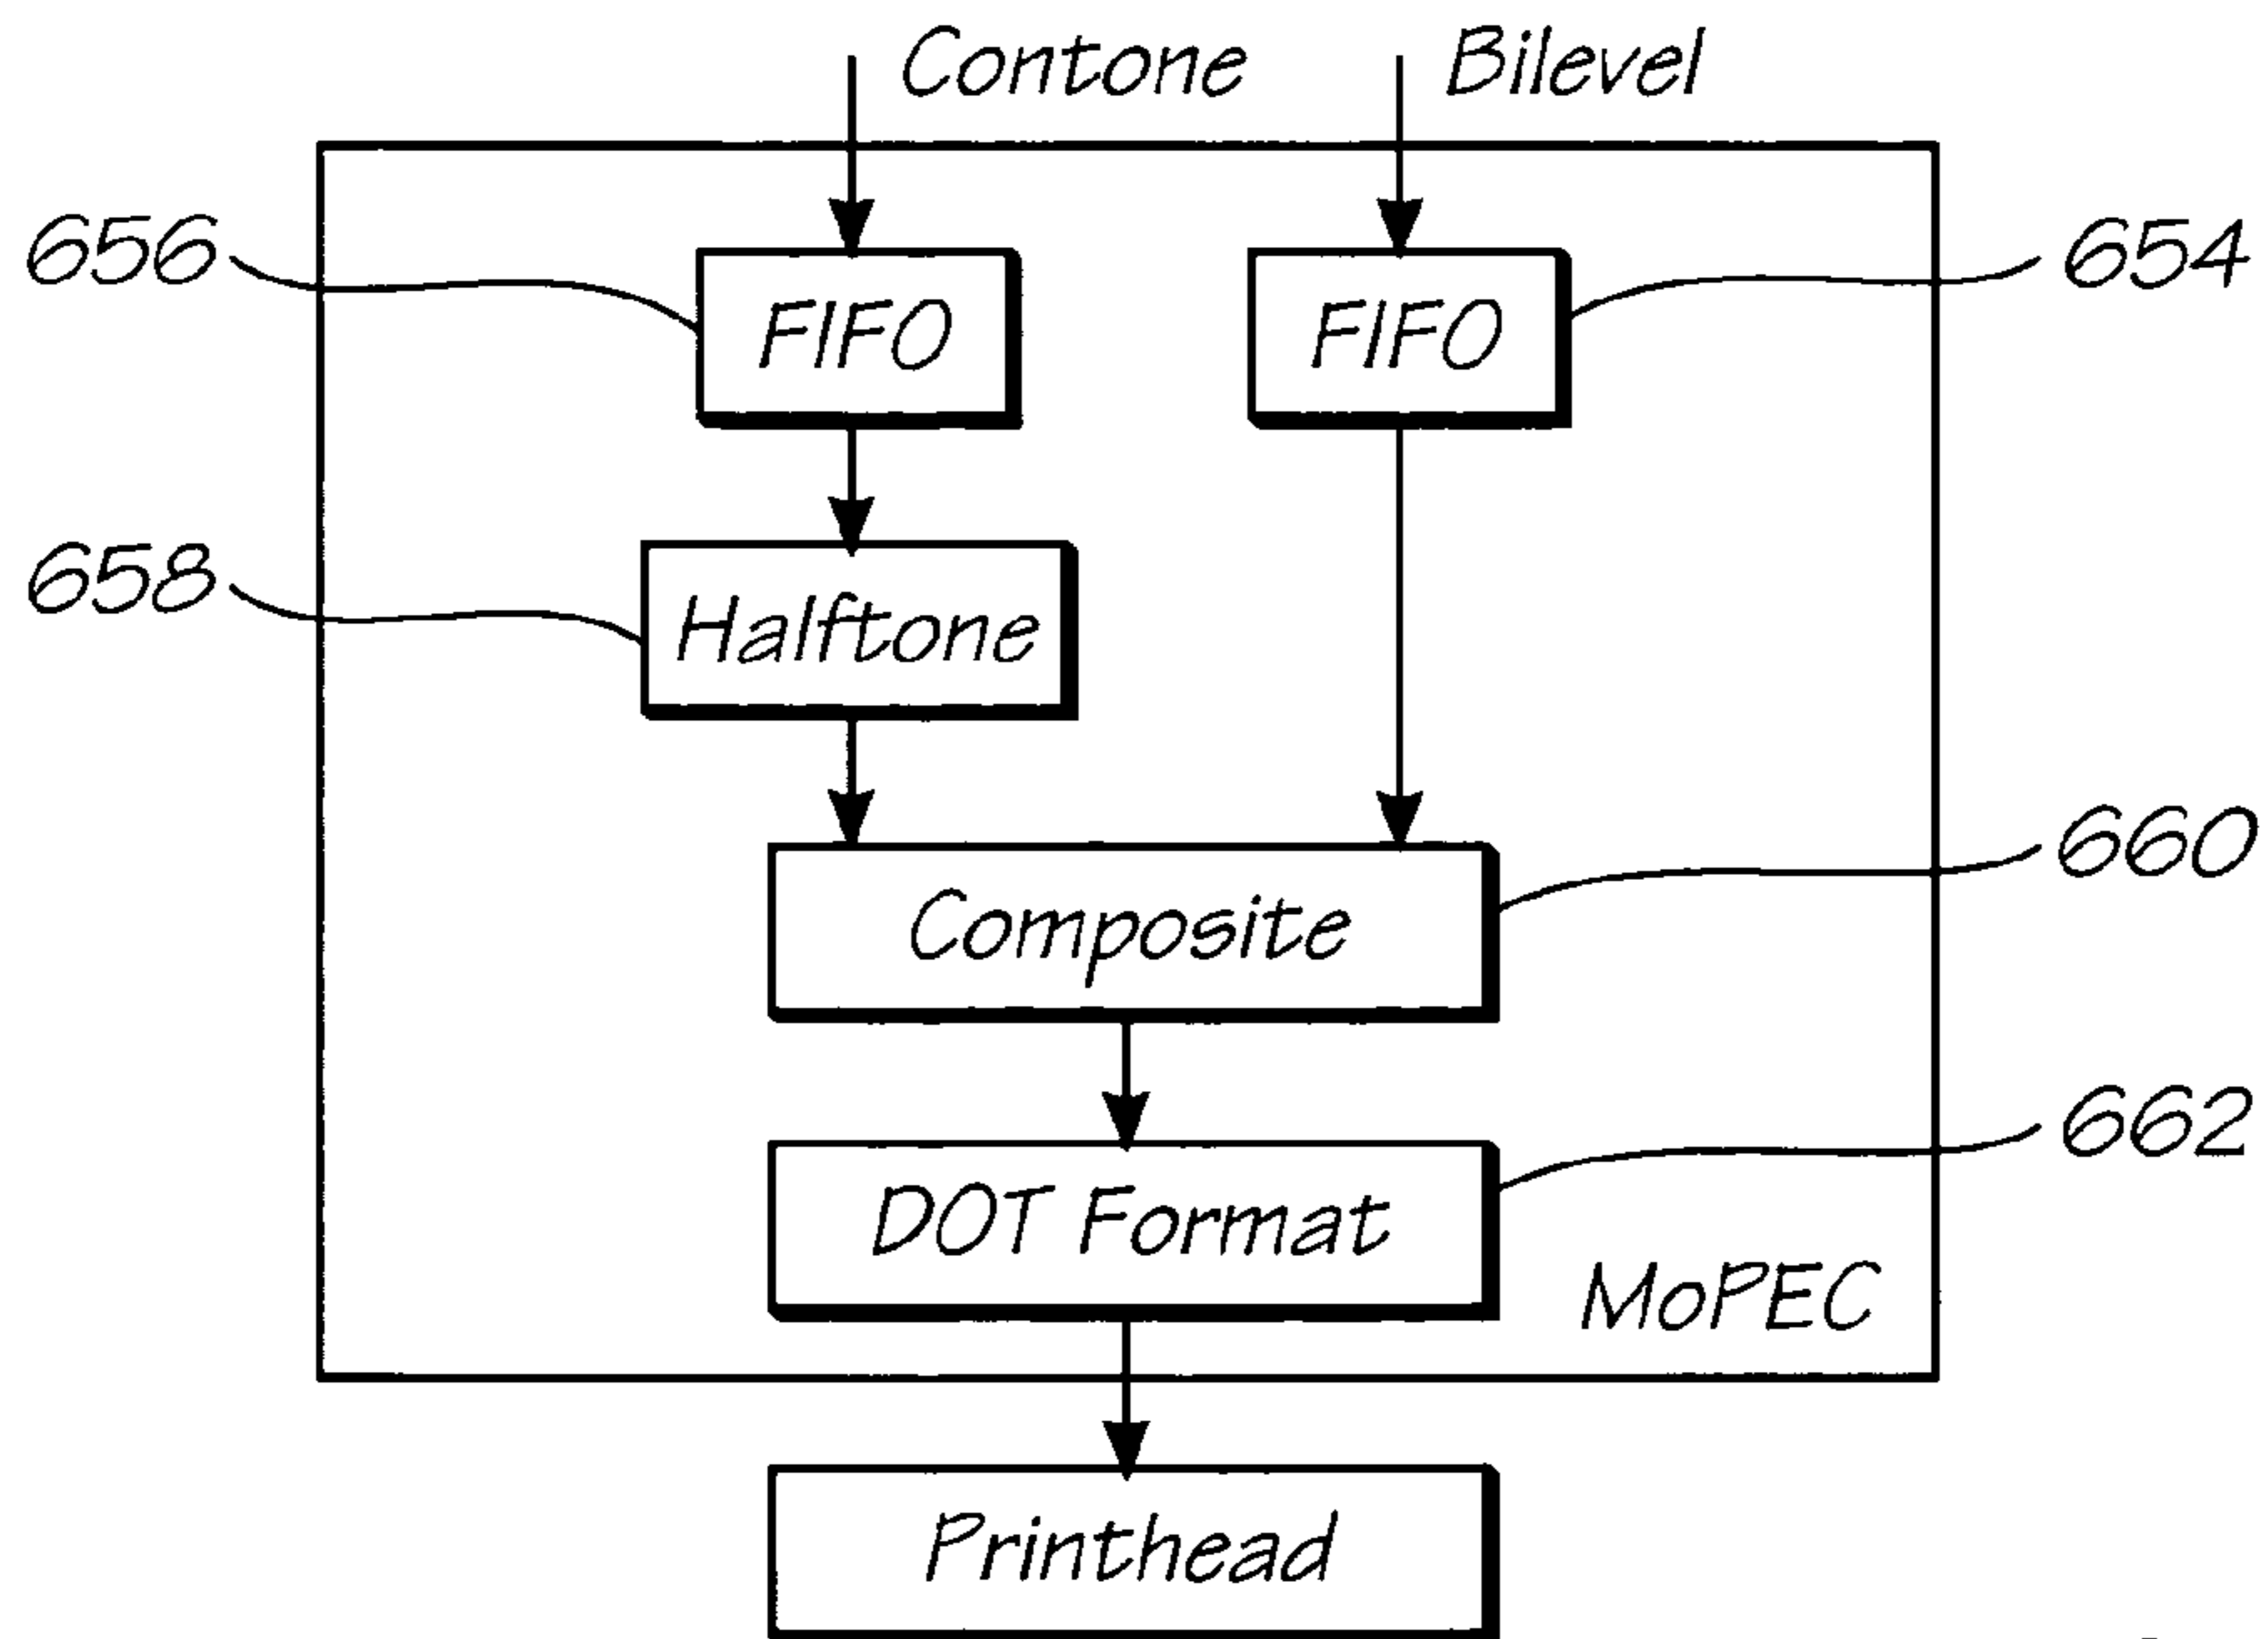 Contone
Bilevel
656
FIFO
FIFO
654
658
Halftone
660
Composite
662
DOT Format
MoPEC
Printhead